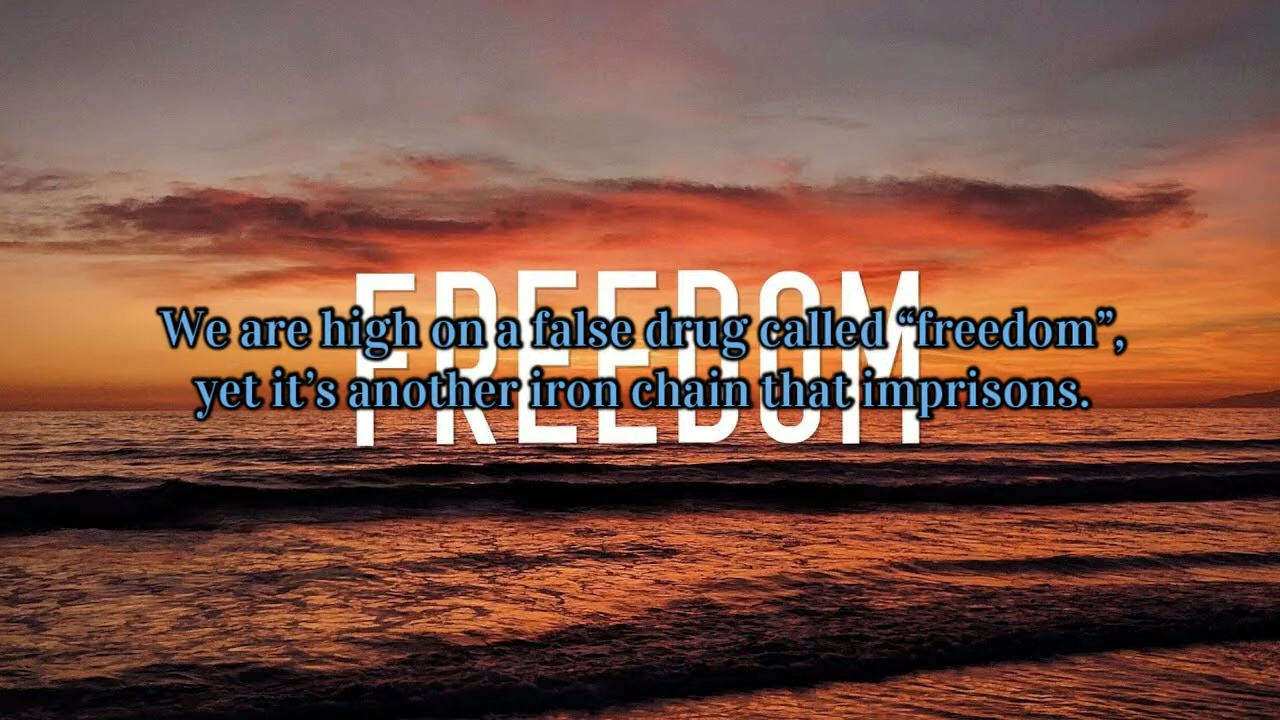 FREEDOM
We are high on a false drug called “freedom”,
yet it’s another iron chain that imprisons.